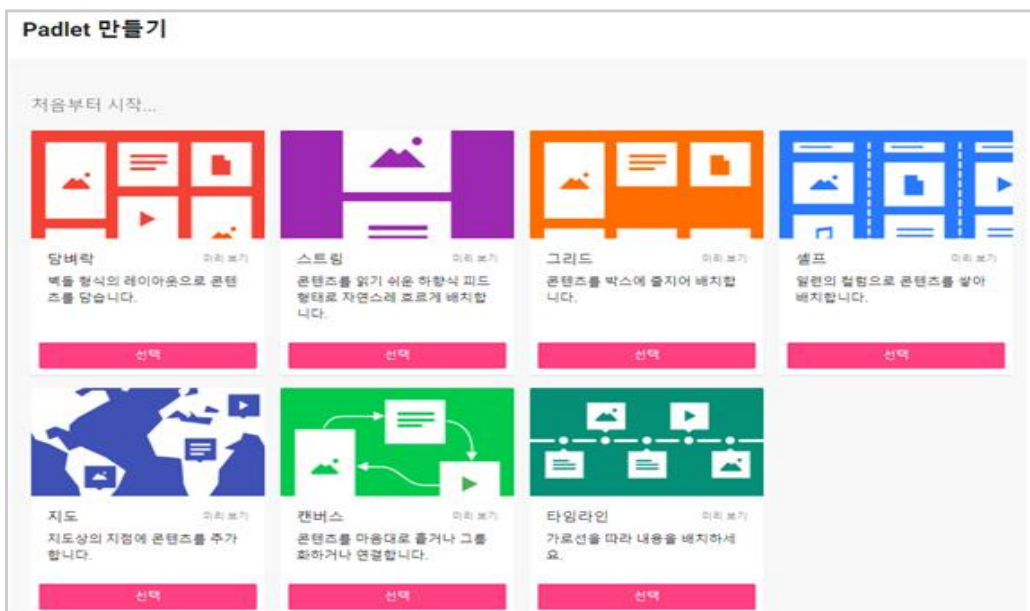 Padlet 만들기
처음부터 시작...
담벼락 미리 보기
벽돌 형식의 레이아웃으로 콘텐
츠를 담습니다.
선택
스트림 미리 보기
콘텐츠를 읽기 쉬운 하향식 피드
형태로 자연스레 흐르게 배치합
니다.
선택
그리드 미리 보기
콘텐츠를 박스에 줄지어 배치합
니다.
선택
셸프 미리 보기
일련의 컬럼으로 콘텐츠를 쌓아
배치합니다.
선택
지도 미리 보기
지도상의 지점에 콘텐츠를 추가
합니다.
선택
캔버스 미리 보기
콘텐츠를 마음대로 흩거나 그룹
화하거나 연결합니다.
선택
타임라인 미리 보기
가로선을 따라 내용을 배치하세
요.
선택